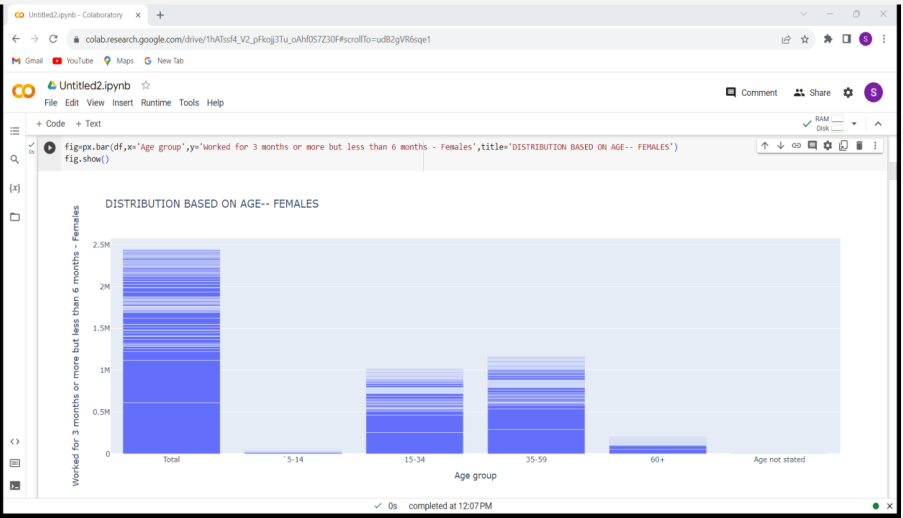 Untitled2.ipynb - Colaboratory
colab.research.google.com/drive/1hATssf4_V2_pFkojj3Tu_oAhf0S7Z30F#scrollTo=udB2gVR6sqe1
Gmail YouTube Maps New Tab
Untitled2.ipynb
File Edit View Insert Runtime Tools Help
Comment Share S
+ Code + Text
RAM
Disk
0s
fig=px.bar(df,x='Age group',y='Worked for 3 months or more but less than 6 months - Females',title='DISTRIBUTION BASED ON AGE-- FEMALES')
fig.show()
{x}
DISTRIBUTION BASED ON AGE-- FEMALES
Worked for 3 months or more but less than 6 months - Females
2.5M
2M
1.5M
1M
0.5M
0
Total `5-14 15-34 35-59 60+ Age not stated
Age group
0s completed at 12:07 PM